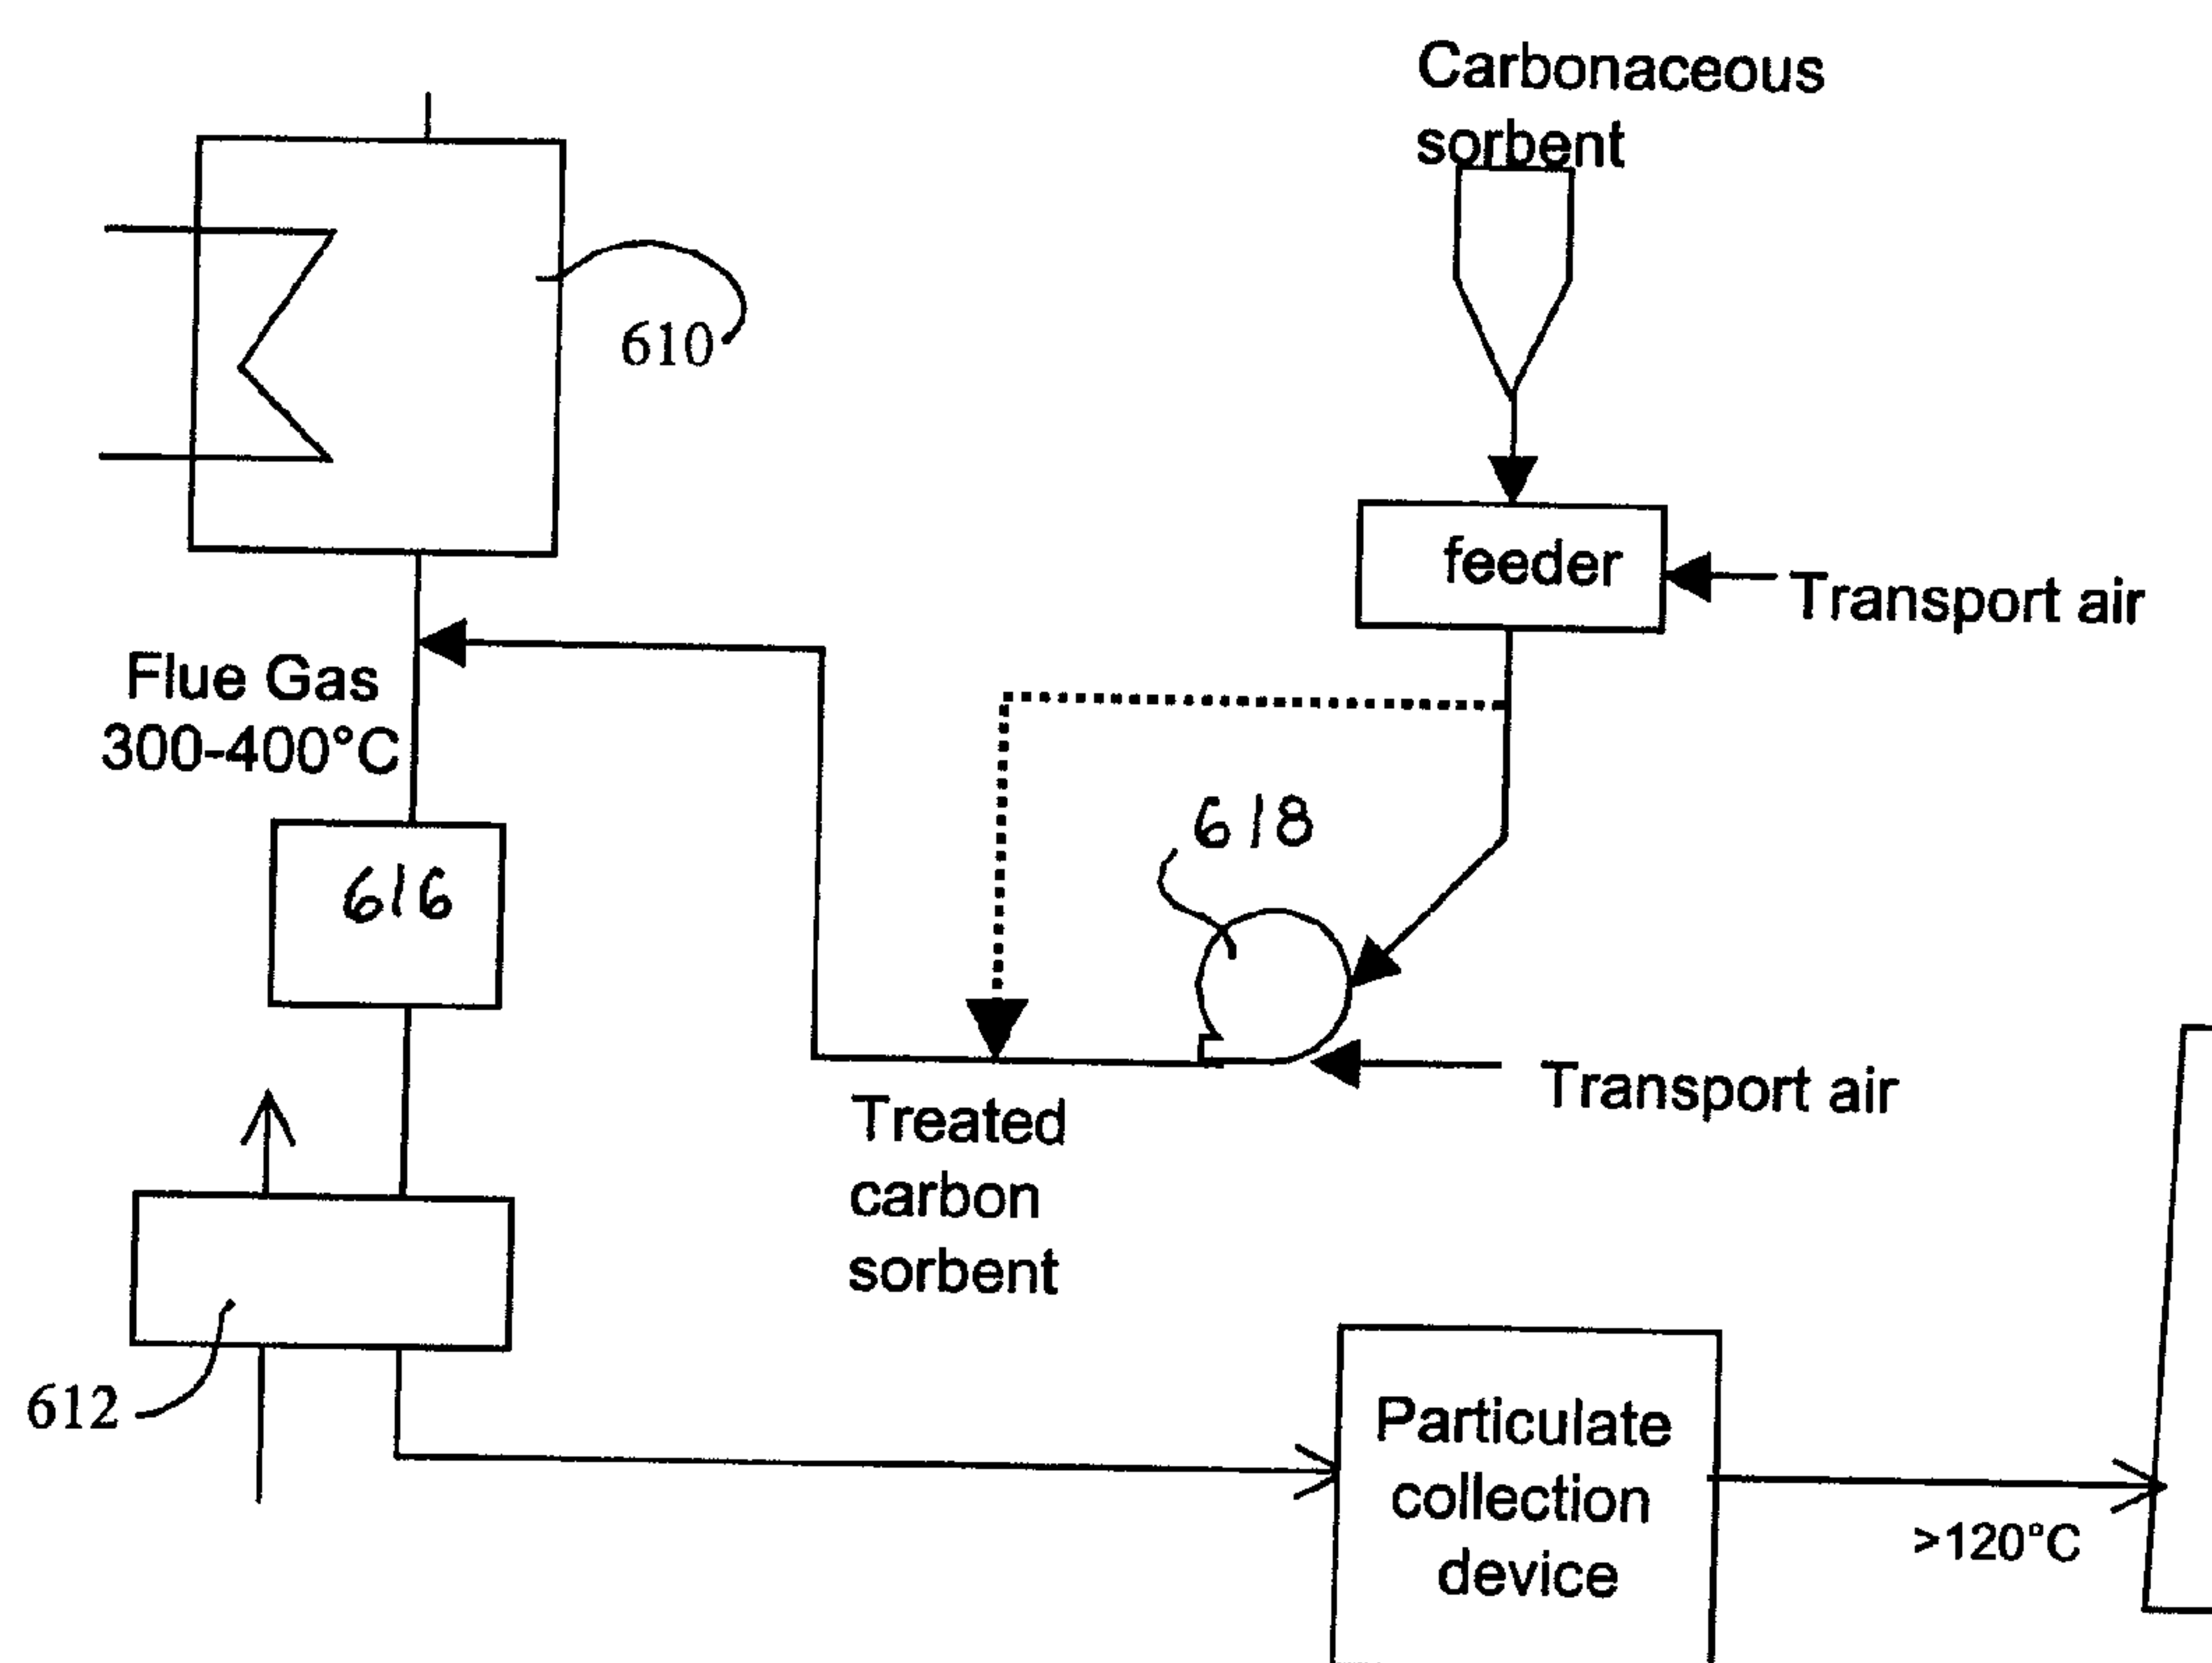 Carbonaceous
sorbent
610
feeder
Transport air
Flue Gas
300-400°C
618
616
Transport air
Treated
carbon
sorbent
612
Particulate
collection
device
>120°C